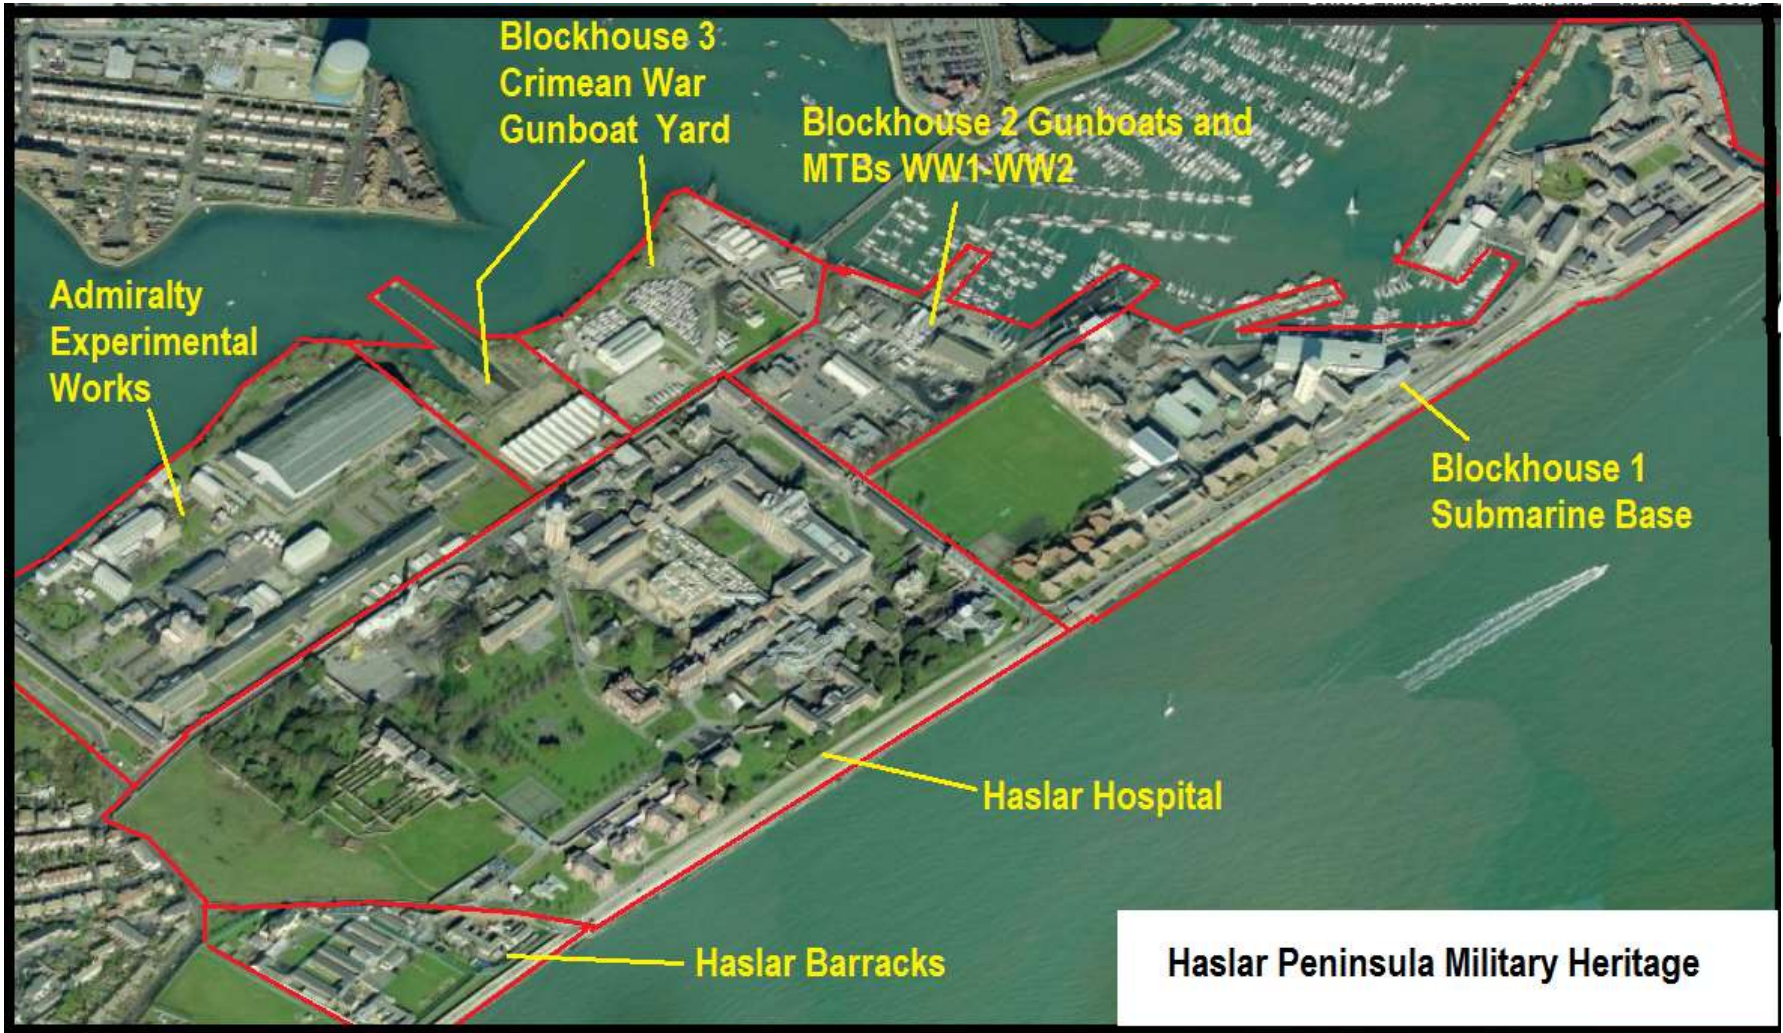 Blockhouse 3
Crimean War
Gunboat Yard
Blockhouse 2 Gunboats and
MTBs WW1-WW2
Admiralty
Experimental
Works
Blockhouse 1
Submarine Base
Haslar Hospital
Haslar Barracks
Haslar Peninsula Military Heritage